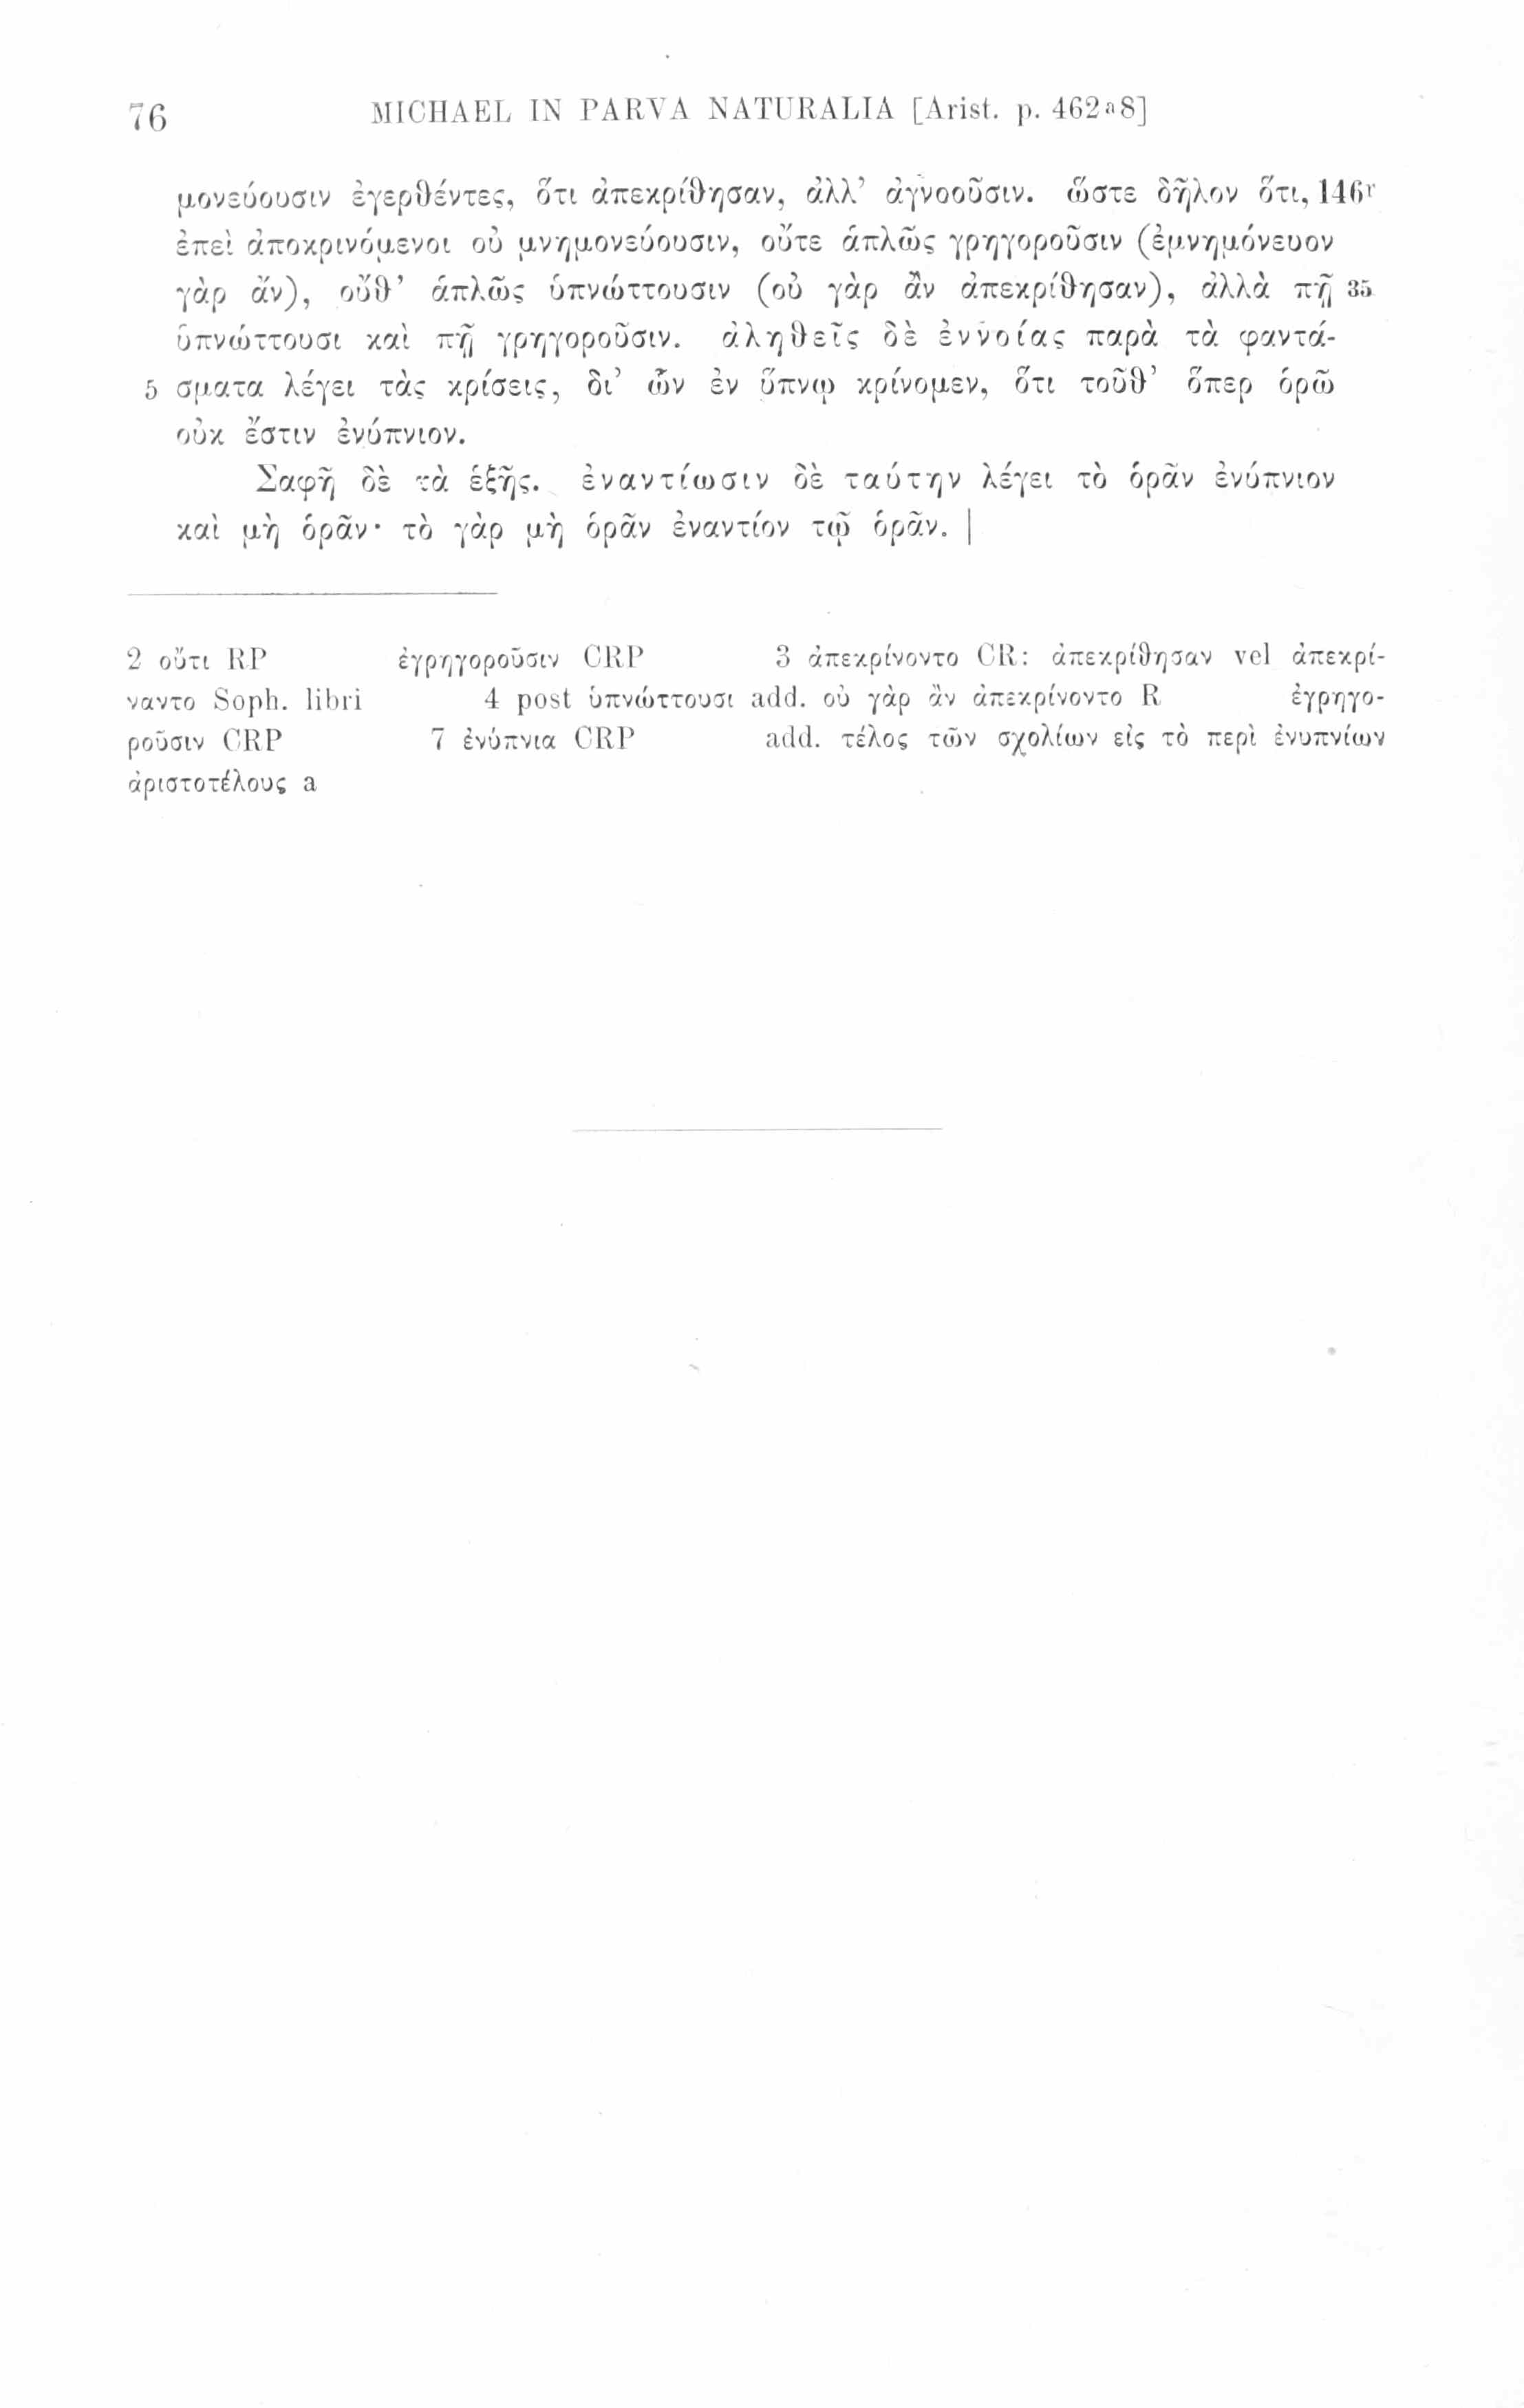 76 MICHAEL IN PARVA NATURALIA [Arist. p. 462a8]
μονεύουσιν ἐγερθέντες, ὅτι ἀπεκρίθησαν, ἀλλ’ ἀγνοοῦσιν. ὥστε δῆλον ὅτι, 146r
ἐπεὶ ἀποκρινόμενοι οὐ μνημονεύουσιν, οὔτε ἁπλῶς γρηγοροῦσιν (ἐμνημόνευον
γὰρ ἄν), οὔθ’ ἁπλῶς ὑπνώττουσιν (οὐ γὰρ ἂν ἀπεκρίθησαν), ἀλλὰ πῇ 35
ὑπνώττουσι καὶ πῇ γρηγοροῦσιν. ἀληθεῖς δὲ ἐννοίας παρὰ τὰ φαντά-
5 σματα λέγει τὰς κρίσεις, δι’ ὧν ἐν ὕπνῳ κρίνομεν, ὅτι τοῦθ’ ὅπερ ὁρῶ
οὐκ ἔστιν ἐνύπνιον.
Σαφῆ δὲ τὰ ἑξῆς. ἐναντίωσιν δὲ ταύτην λέγει τὸ ὁρᾶν ἐνύπνιον
καὶ μὴ ὁρᾶν· τὸ γὰρ μὴ ὁρᾶν ἐναντίον τῷ ὁρᾶν. |
2 οὔτι RP ἐγρηγοροῦσιν CRP 3 ἀπεκρίνοντο CR: ἀπεκρίθησαν vel ἀπεκρί-
ναντο Soph. libri 4 post ὑπνώττουσι add. οὐ γὰρ ἂν ἀπεκρίνοντο R ἐγρηγο-
ροῦσιν CRP 7 ἐνύπνια CRP add. τέλος τῶν σχολίων εἰς τὸ περὶ ἐνυπνίων
ἀριστοτέλους a